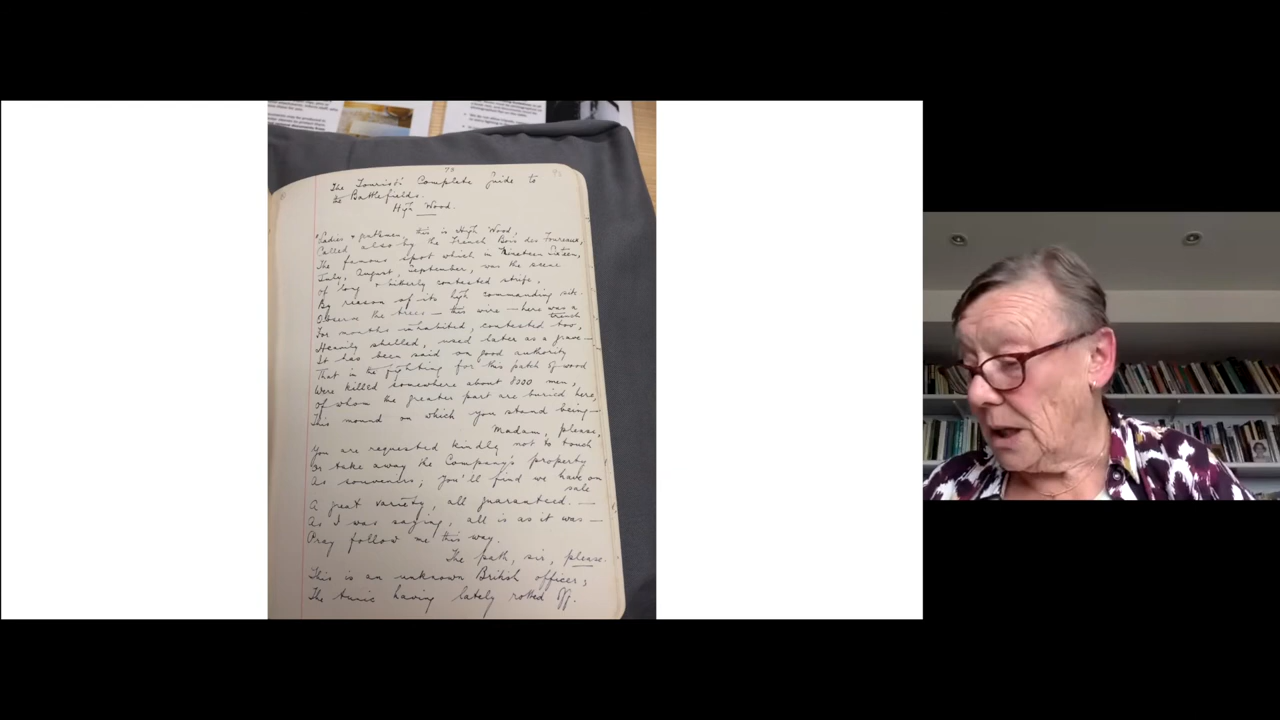 78
The Tourist's Complete Guide to
the Battlefields.
High Wood.
"Ladies & gentlemen, this is High Wood,
Called also by the French Bois des Foureaux,
The famous spot which in Nineteen Sixteen,
July, August, September, was the scene
of long & bitterly contested strife,
By reason of its high commanding site.
Observe the trees — this wire — here was a
trench
For months inhabited, contested too,
Heavily shelled, used later as a grave —
It has been said on good authority
That in the fighting for this patch of wood
Were killed somewhere about 8000 men,
of whom the greater part are buried here,
This mound on which you stand being —
Madam, please,
You are requested kindly not to touch
Or take away the Company's property
As souvenirs; you'll find we have on
sale
A great variety, all guaranteed. —
As I was saying, all is as it was —
Pray follow me this way.
The path, sir, please.
This is an unknown British officer,
The tunic having lately rotted off.